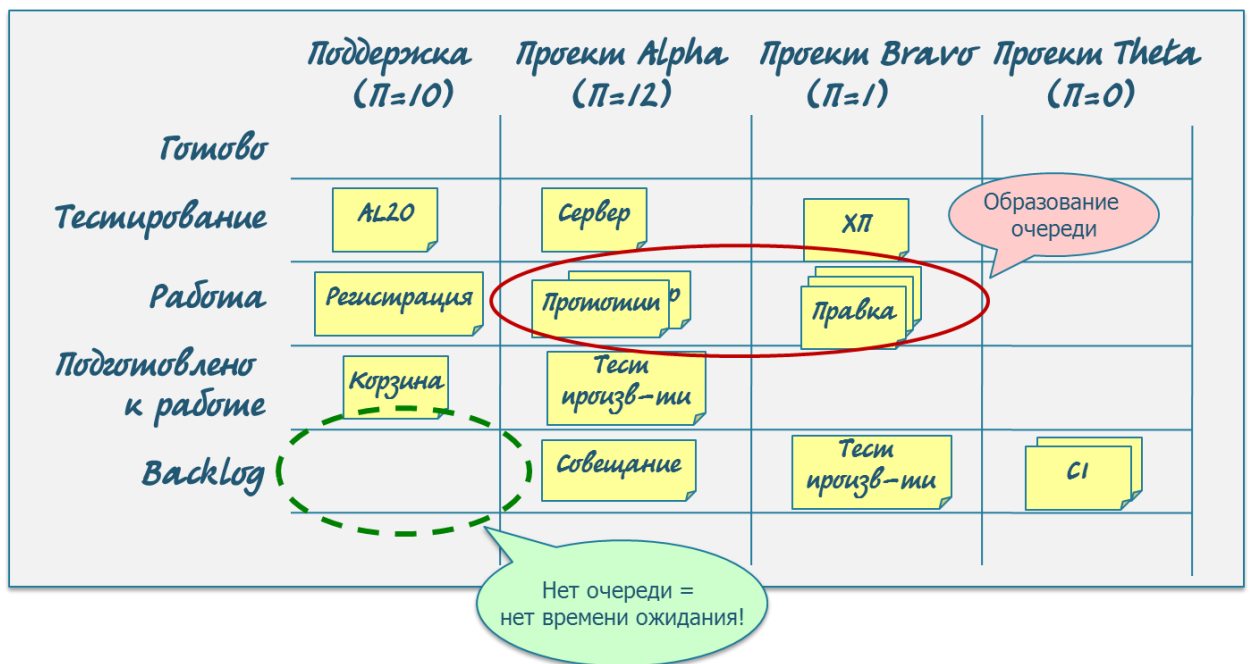 Поддержка
(П=10)
Проект Alpha
(П=12)
Проект Bravo
(П=1)
Проект Theta
(П=0)
Готово
Тестирование
AL20
Сервер
ХП
Образование
очереди
Работа
Регистрация
Прототип
р
Правка
Подготовлено
к работе
Корзина
Тест
произв-ти
Backlog
Совещание
Тест
произв-ти
C1
Нет очереди =
нет времени ожидания!